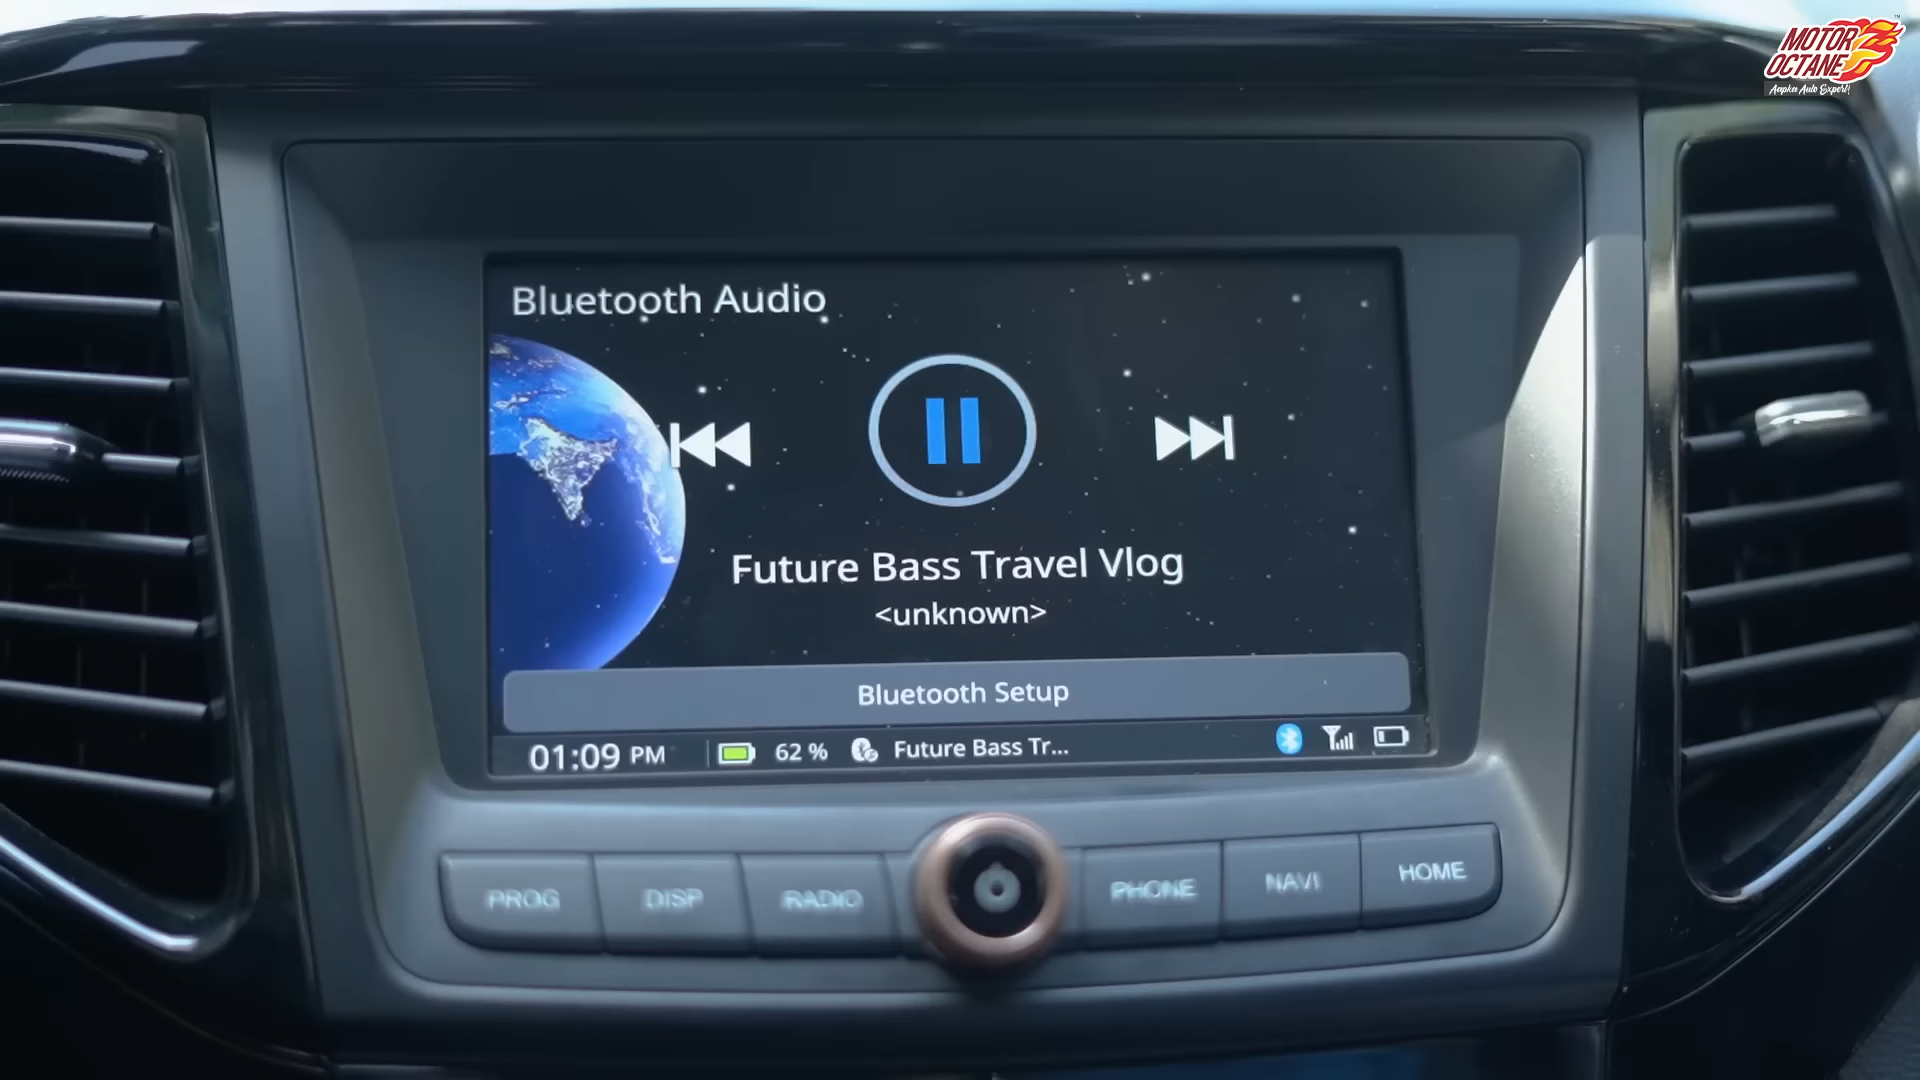 MOTOR
OCTANE
Aapka Auto Expert!
Bluetooth Audio
Future Bass Travel Vlog
<unknown>
Bluetooth Setup
01:09 PM 62 % Future Bass Tr...
PROG DISP RADIO PHONE NAVI HOME